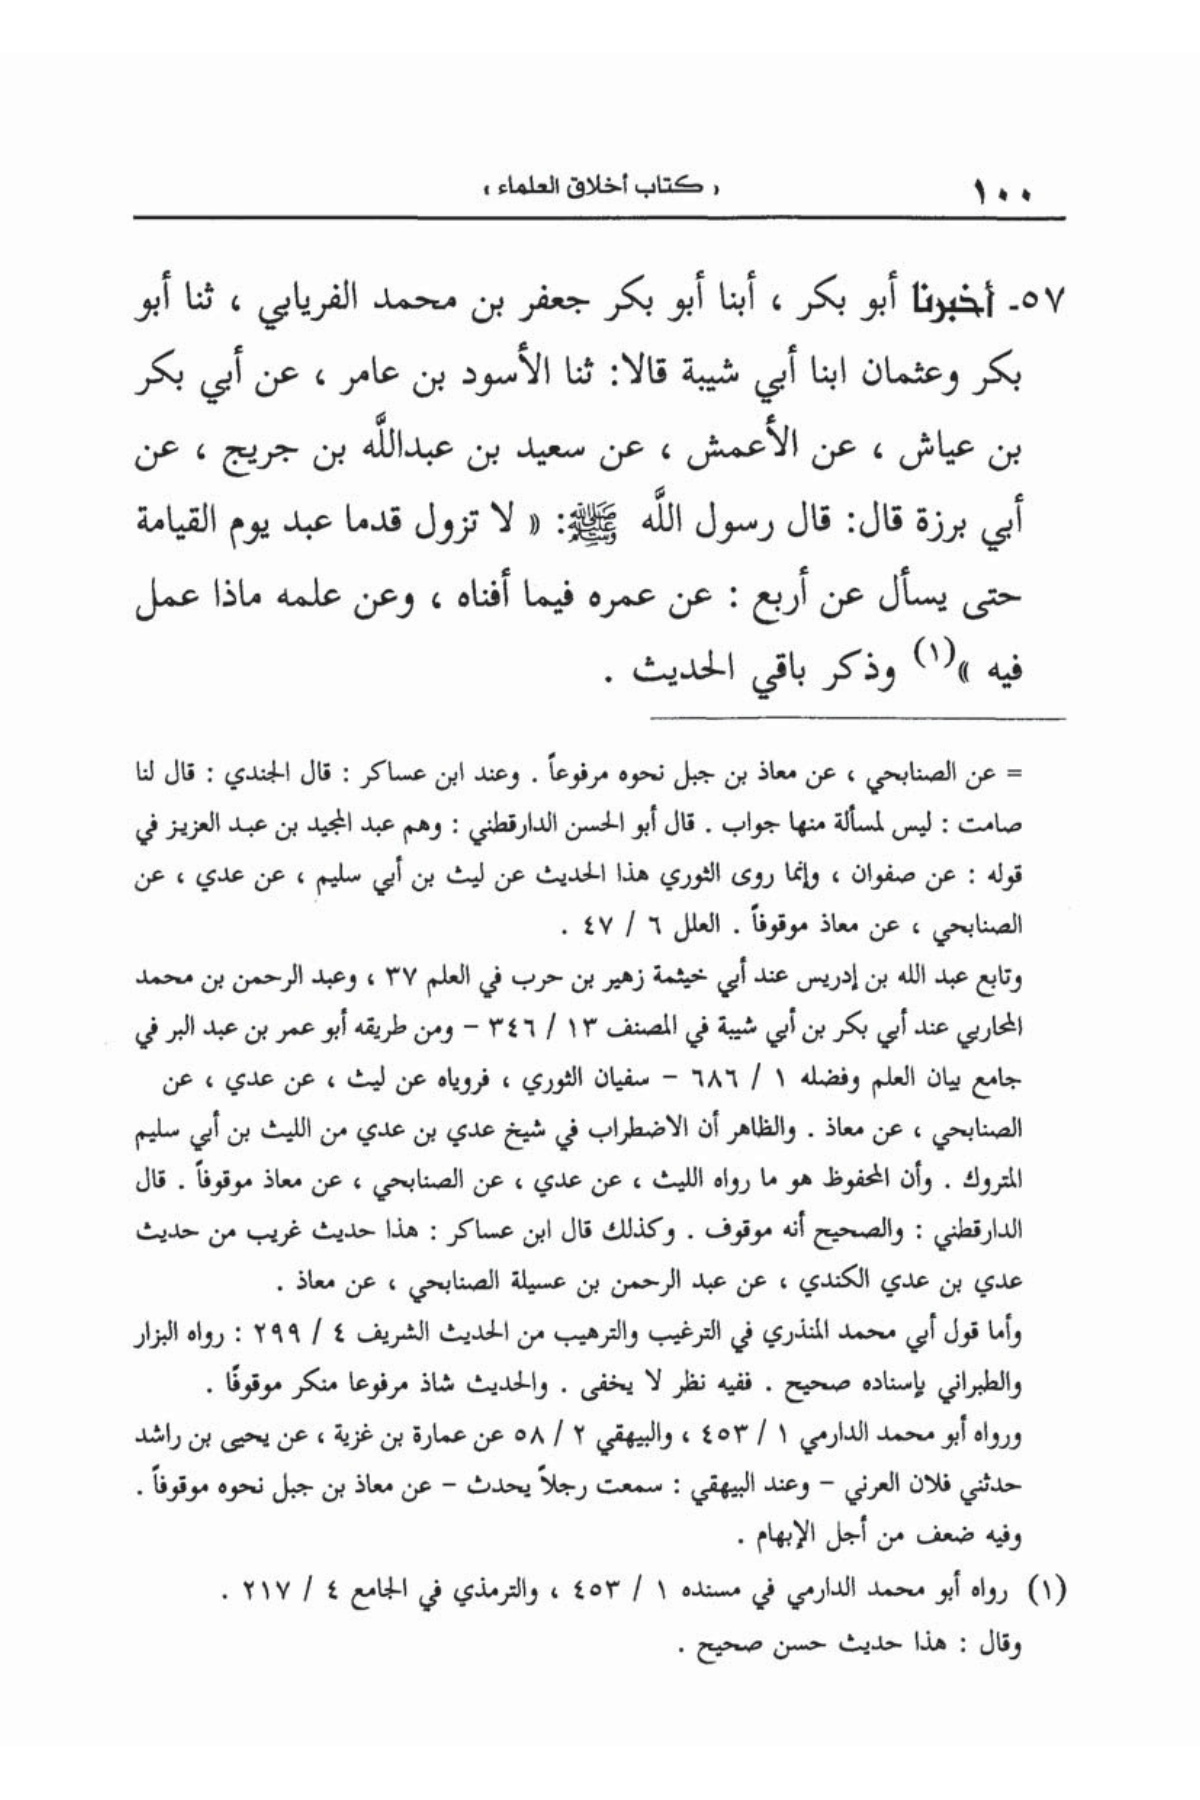 ١٠٠ « كتاب أخلاق العلماء »
٥٧- أخبرنا أبو بكر ، أبنا أبو بكر جعفر بن محمد الفريابي ، ثنا أبو
بكر وعثمان ابنا أبي شيبة قالا: ثنا الأسود بن عامر ، عن أبي بكر
بن عياش ، عن الأعمش ، عن سعيد بن عبداللَّه بن جريج ، عن
أبي برزة قال: قال رسول اللَّه ﷺ: « لا تزول قدما عبد يوم القيامة
حتى يسأل عن أربع : عن عمره فيما أفناه ، وعن علمه ماذا عمل
فيه »(١) وذكر باقي الحديث .
= عن الصنابحي ، عن معاذ بن جبل نحوه مرفوعاً . وعند ابن عساكر : قال الجندي : قال لنا
صامت : ليس لمسألة منها جواب . قال أبو الحسن الدارقطني : وهم عبد المجيد بن عبد العزيز في
قوله : عن صفوان ، وإنما روى الثوري هذا الحديث عن ليث بن أبي سليم ، عن عدي ، عن
الصنابحي ، عن معاذ موقوفاً . العلل ٦ / ٤٧ .
وتابع عبد الله بن إدريس عند أبي خيثمة زهير بن حرب في العلم ٣٧ ، وعبد الرحمن بن محمد
المحاربي عند أبي بكر بن أبي شيبة في المصنف ١٣ / ٣٤٦ – ومن طريقه أبو عمر بن عبد البر في
جامع بيان العلم وفضله ١ / ٦٨٦ – سفيان الثوري ، فروياه عن ليث ، عن عدي ، عن
الصنابحي ، عن معاذ . والظاهر أن الاضطراب في شيخ عدي بن عدي من الليث بن أبي سليم
المتروك . وأن المحفوظ هو ما رواه الليث ، عن عدي ، عن الصنابحي ، عن معاذ موقوفاً . قال
الدارقطني : والصحيح أنه موقوف . وكذلك قال ابن عساكر : هذا حديث غريب من حديث
عدي بن عدي الكندي ، عن عبد الرحمن بن عسيلة الصنابحي ، عن معاذ .
وأما قول أبي محمد المنذري في الترغيب والترهيب من الحديث الشريف ٤ / ٢٩٩ : رواه البزار
والطبراني بإسناده صحيح . ففيه نظر لا يخفى . والحديث شاذ مرفوعا منكر موقوفًا .
ورواه أبو محمد الدارمي ١ / ٤٥٣ ، والبيهقي ٢ / ٥٨ عن عمارة بن غزية ، عن يحيى بن راشد
حدثني فلان العرني – وعند البيهقي : سمعت رجلاً يحدث – عن معاذ بن جبل نحوه موقوفاً .
وفيه ضعف من أجل الإبهام .
(١) رواه أبو محمد الدارمي في مسنده ١ / ٤٥٣ ، والترمذي في الجامع ٤ / ٢١٧ .
وقال : هذا حديث حسن صحيح .